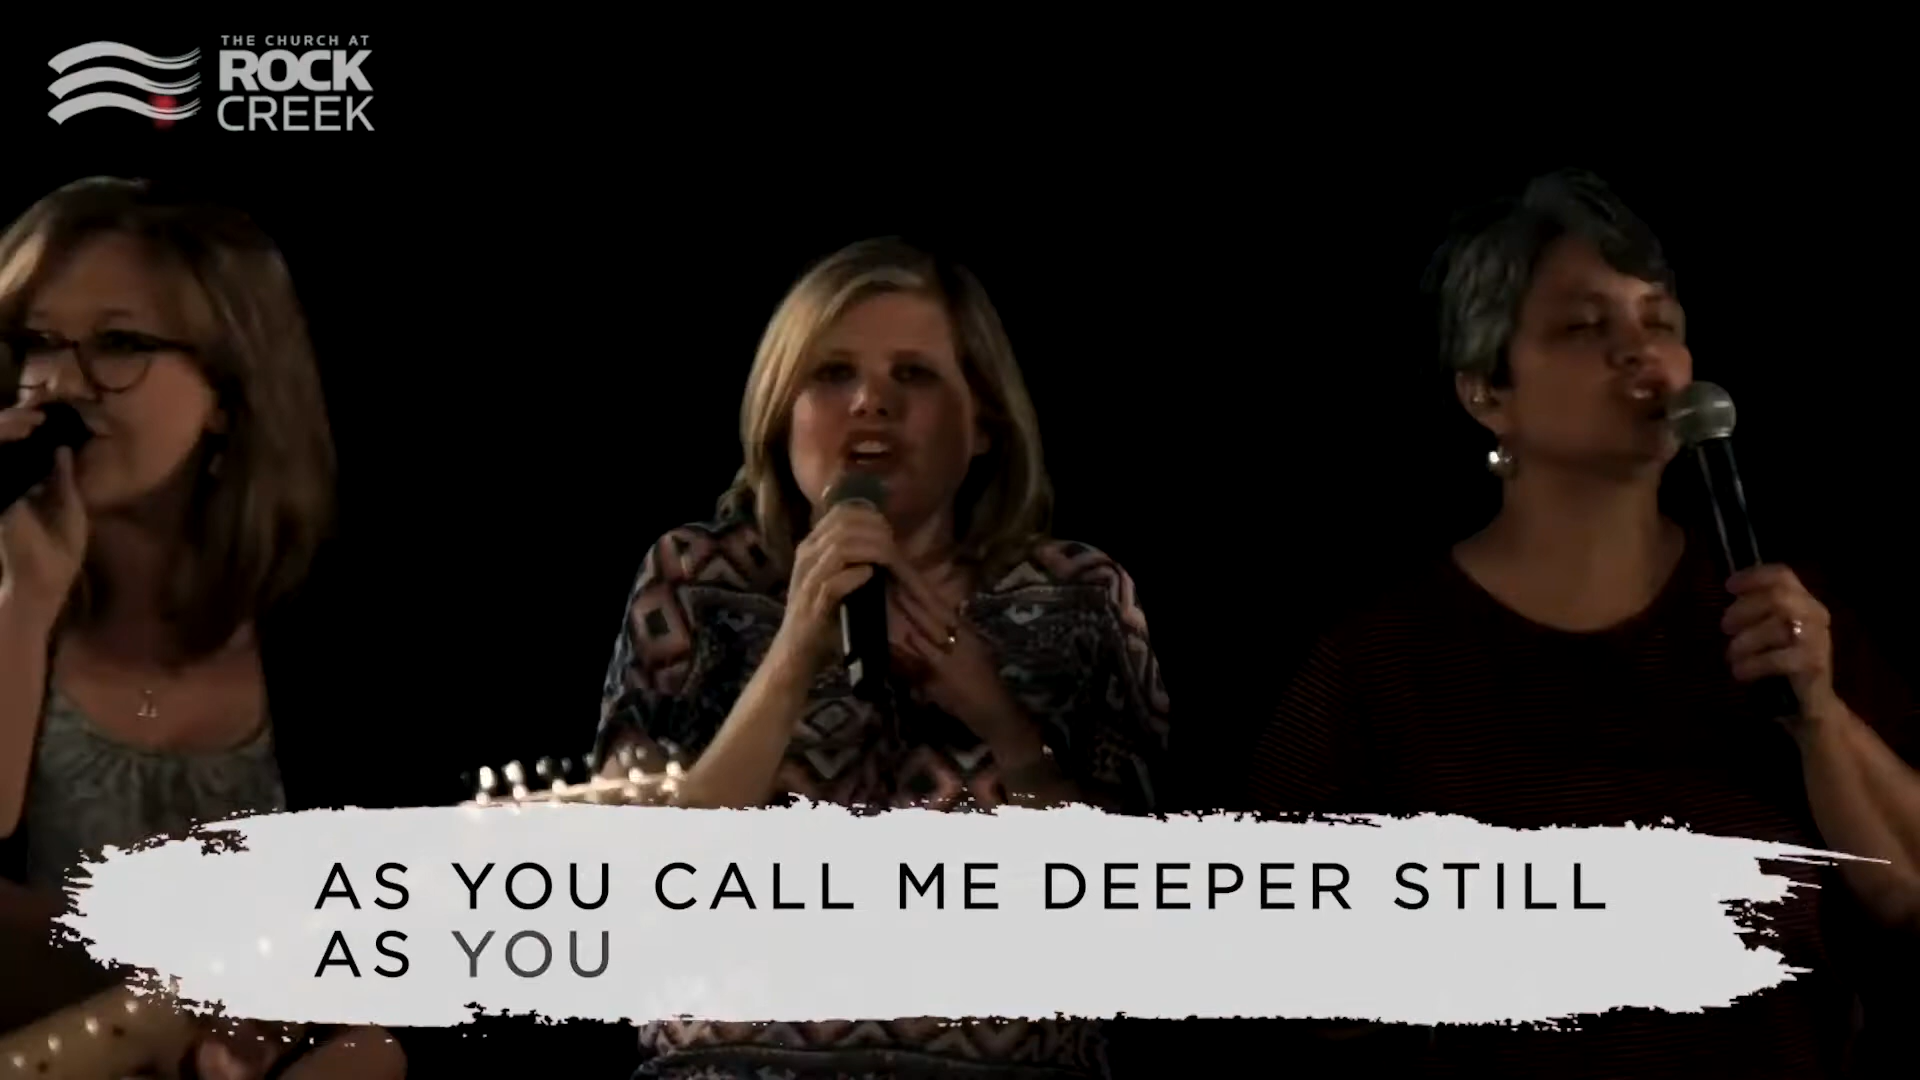 THE CHURCH AT
ROCK
CREEK
AS YOU CALL ME DEEPER STILL
AS YOU